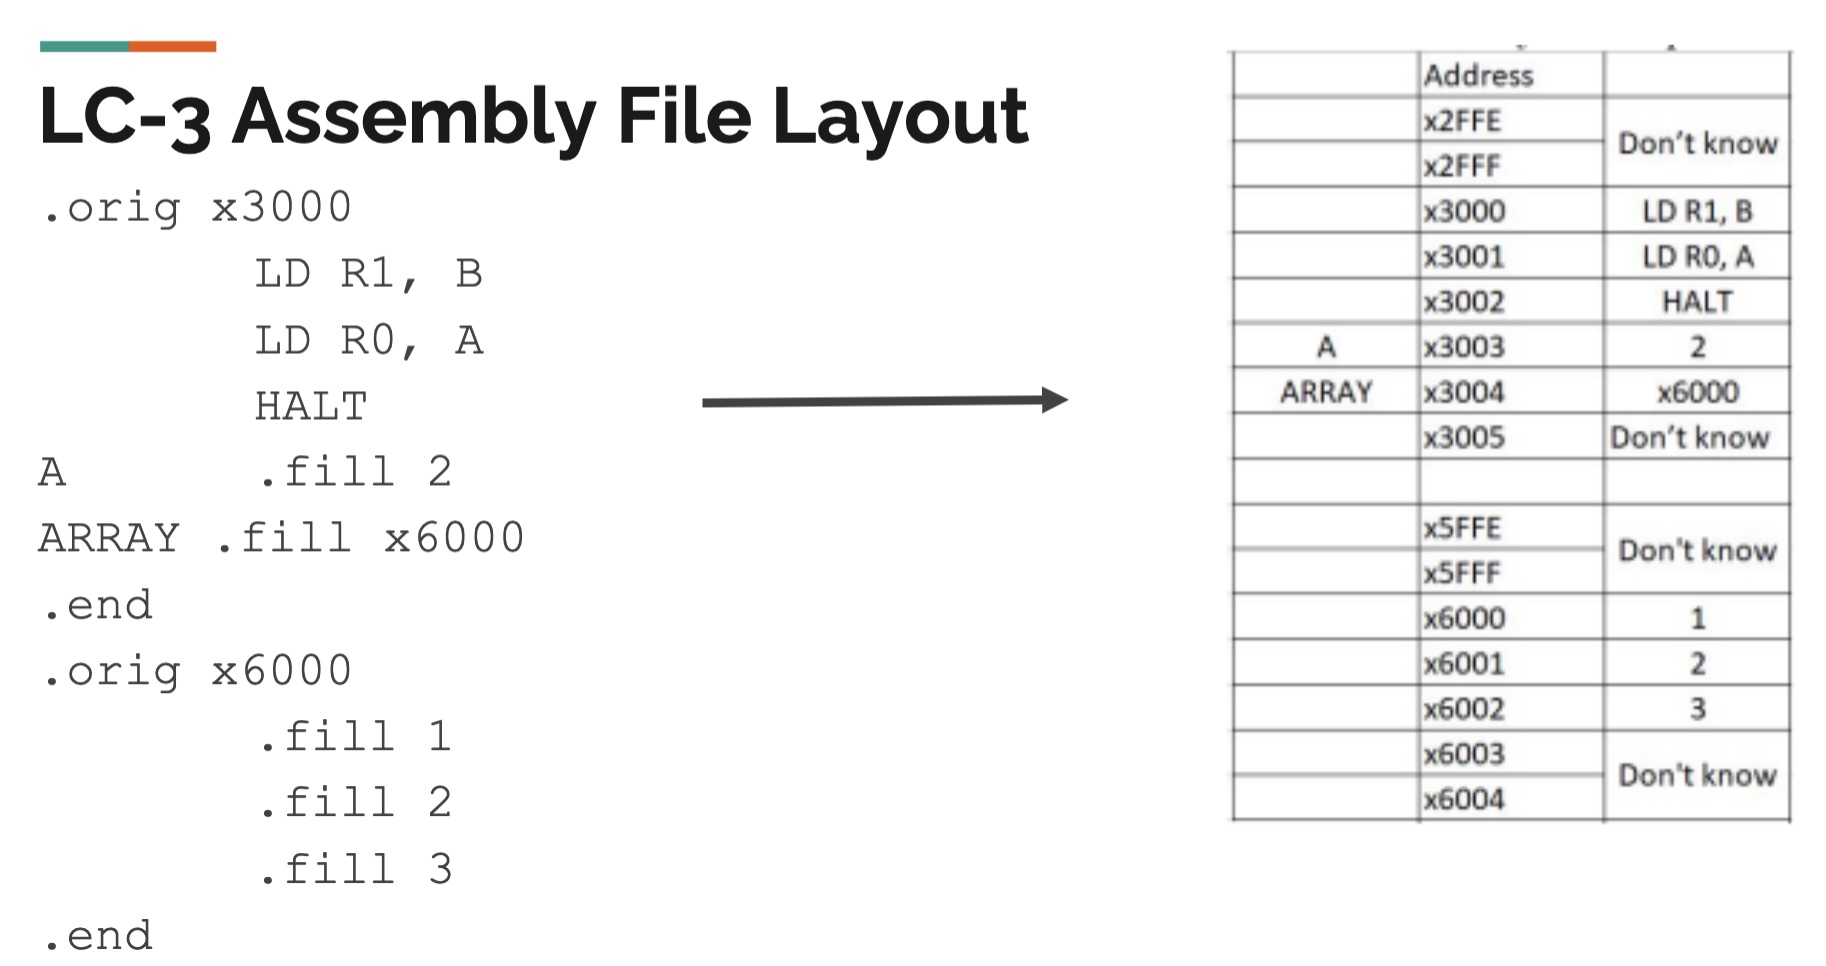 LC-3 Assembly File Layout
.orig x3000
LD R1, B
LD R0, A
HALT
A .fill 2
ARRAY .fill x6000
.end
.orig x6000
.fill 1
.fill 2
.fill 3
.end
Address
x2FFE
Don't know
x2FFF
x3000 LD R1, B
x3001 LD R0, A
x3002 HALT
A x3003 2
ARRAY x3004 x6000
x3005 Don't know
x5FFE
Don't know
x5FFF
x6000 1
x6001 2
x6002 3
x6003
Don't know
x6004